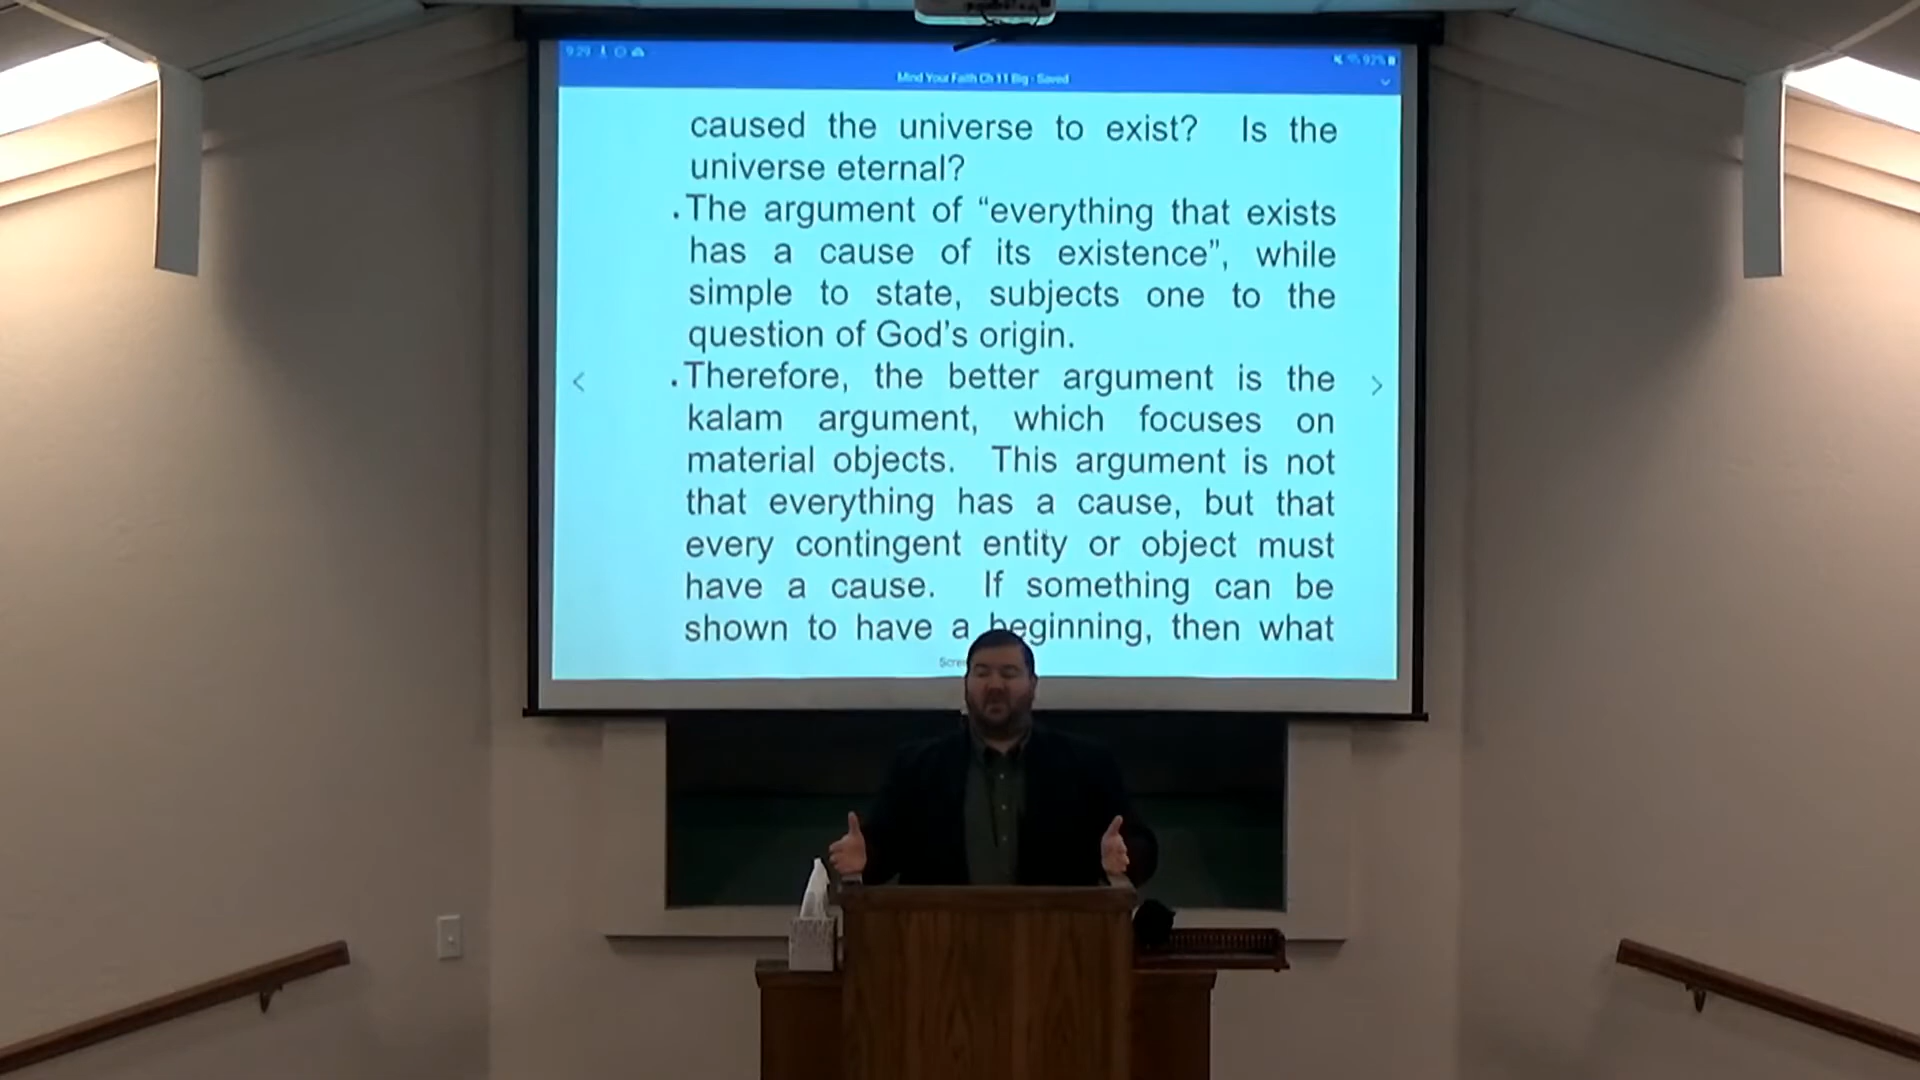 9:29
92%
Mind Your Faith Ch 11 Big - Saved
caused the universe to exist? Is the
universe eternal?
.The argument of “everything that exists
has a cause of its existence”, while
simple to state, subjects one to the
question of God’s origin.
.Therefore, the better argument is the
kalam argument, which focuses on
material objects. This argument is not
that everything has a cause, but that
every contingent entity or object must
have a cause. If something can be
shown to have a beginning, then what